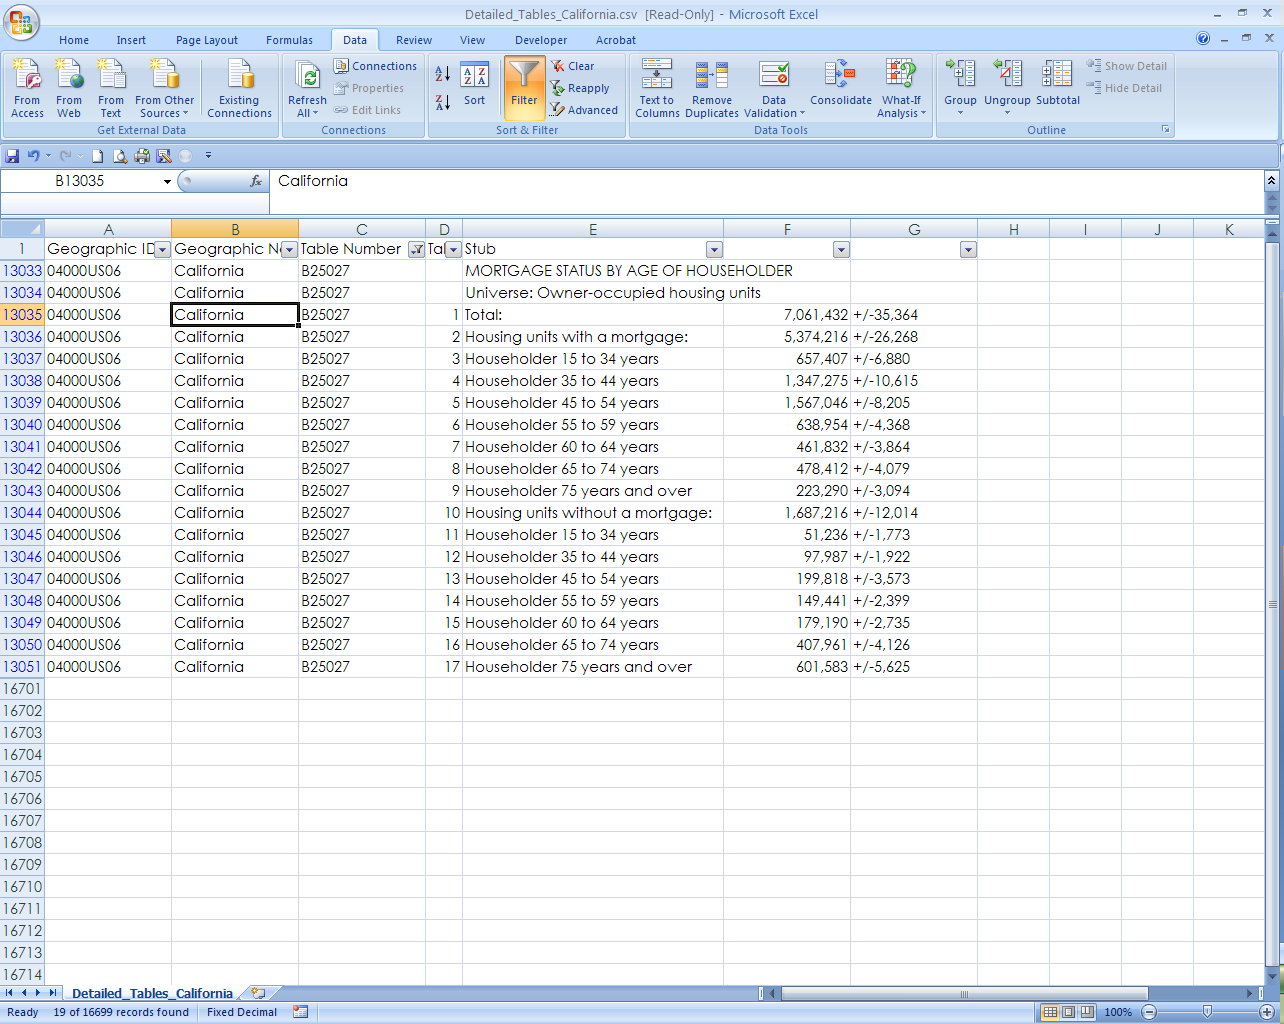 Detailed_Tables_California.csv [Read-Only] - Microsoft Excel
Home Insert Page Layout Formulas Data Review View Developer Acrobat
From Access From Web From Text From Other Sources Existing Connections
Get External Data
Refresh All Connections Properties Edit Links
Connections
Sort Filter Clear Reapply Advanced
Sort & Filter
Text to Columns Remove Duplicates Data Validation Consolidate What-If Analysis
Data Tools
Group Ungroup Subtotal Show Detail Hide Detail
Outline
B13035 fx California
A B C D E F G H I J K
1 Geographic ID Geographic N Table Number Ta Stub
13033 04000US06 California B25027 MORTGAGE STATUS BY AGE OF HOUSEHOLDER
13034 04000US06 California B25027 Universe: Owner-occupied housing units
13035 04000US06 California B25027 1 Total: 7,061,432 +/-35,364
13036 04000US06 California B25027 2 Housing units with a mortgage: 5,374,216 +/-26,268
13037 04000US06 California B25027 3 Householder 15 to 34 years 657,407 +/-6,880
13038 04000US06 California B25027 4 Householder 35 to 44 years 1,347,275 +/-10,615
13039 04000US06 California B25027 5 Householder 45 to 54 years 1,567,046 +/-8,205
13040 04000US06 California B25027 6 Householder 55 to 59 years 638,954 +/-4,368
13041 04000US06 California B25027 7 Householder 60 to 64 years 461,832 +/-3,864
13042 04000US06 California B25027 8 Householder 65 to 74 years 478,412 +/-4,079
13043 04000US06 California B25027 9 Householder 75 years and over 223,290 +/-3,094
13044 04000US06 California B25027 10 Housing units without a mortgage: 1,687,216 +/-12,014
13045 04000US06 California B25027 11 Householder 15 to 34 years 51,236 +/-1,773
13046 04000US06 California B25027 12 Householder 35 to 44 years 97,987 +/-1,922
13047 04000US06 California B25027 13 Householder 45 to 54 years 199,818 +/-3,573
13048 04000US06 California B25027 14 Householder 55 to 59 years 149,441 +/-2,399
13049 04000US06 California B25027 15 Householder 60 to 64 years 179,190 +/-2,735
13050 04000US06 California B25027 16 Householder 65 to 74 years 407,961 +/-4,126
13051 04000US06 California B25027 17 Householder 75 years and over 601,583 +/-5,625
16701
16702
16703
16704
16705
16706
16707
16708
16709
16710
16711
16712
16713
16714
Detailed_Tables_California
Ready 19 of 16699 records found Fixed Decimal 100%